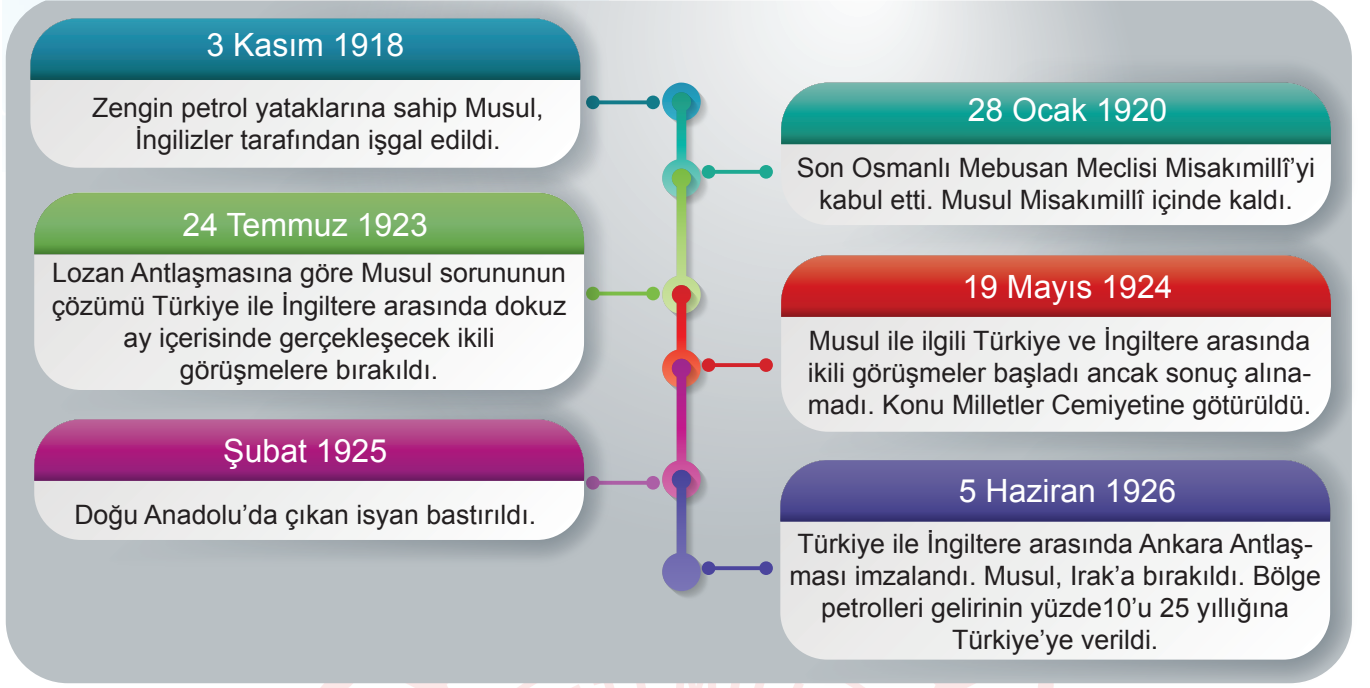 3 Kasım 1918
Zengin petrol yataklarına sahip Musul,
İngilizler tarafından işgal edildi.
28 Ocak 1920
Son Osmanlı Mebusan Meclisi Misakımillî’yi
kabul etti. Musul Misakımillî içinde kaldı.
24 Temmuz 1923
Lozan Antlaşmasına göre Musul sorununun
çözümü Türkiye ile İngiltere arasında dokuz
ay içerisinde gerçekleşecek ikili
görüşmelere bırakıldı.
19 Mayıs 1924
Musul ile ilgili Türkiye ve İngiltere arasında
ikili görüşmeler başladı ancak sonuç alına-
madı. Konu Milletler Cemiyetine götürüldü.
Şubat 1925
Doğu Anadolu’da çıkan isyan bastırıldı.
5 Haziran 1926
Türkiye ile İngiltere arasında Ankara Antlaş-
ması imzalandı. Musul, Irak’a bırakıldı. Bölge
petrolleri gelirinin yüzde10’u 25 yıllığına
Türkiye’ye verildi.